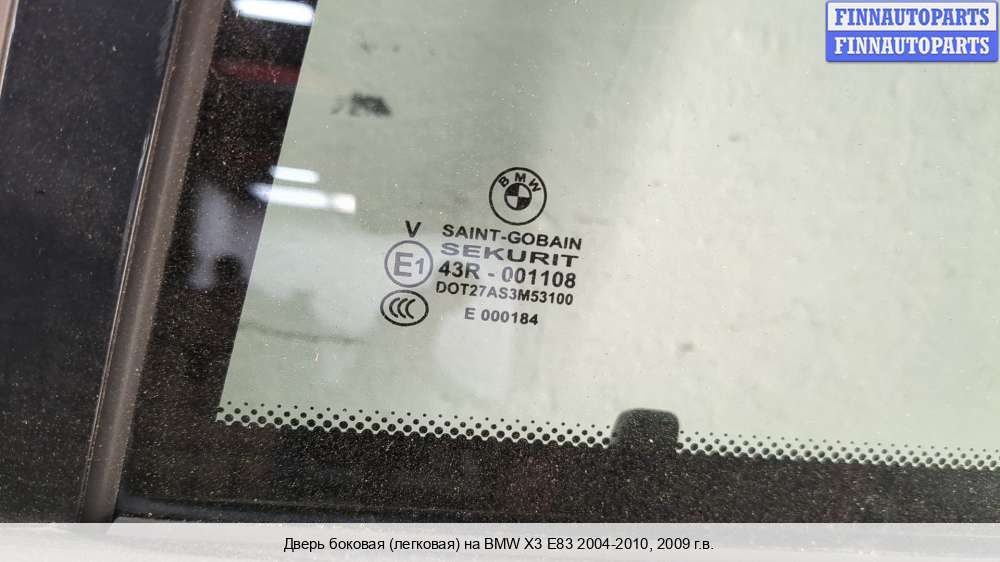 FINNAUTOPARTS
FINNAUTOPARTS
BMW
V SAINT-GOBAIN
SEKURIT
E1 43R - 001108
DOT27AS3M53100
CCC E 000184
Дверь боковая (легковая) на BMW X3 E83 2004-2010, 2009 г.в.